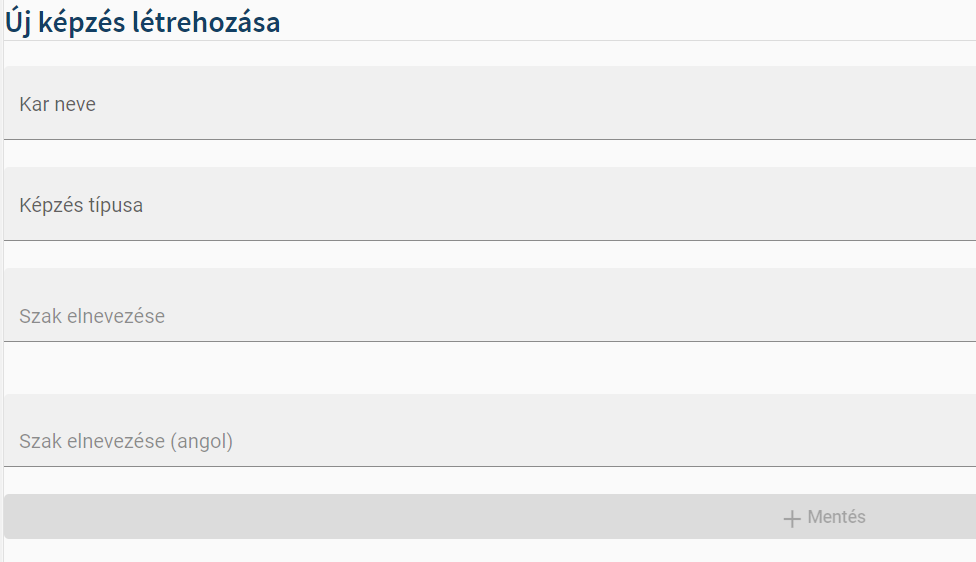 Új képzés létrehozása
Kar neve
Képzés típusa
Szak elnevezése
Szak elnevezése (angol)
+ Mentés